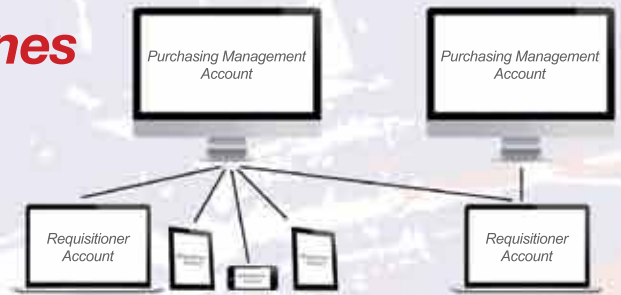 nes
Purchasing Management
Account
Purchasing Management
Account
Requisitioner
Account
Requisitioner
Account